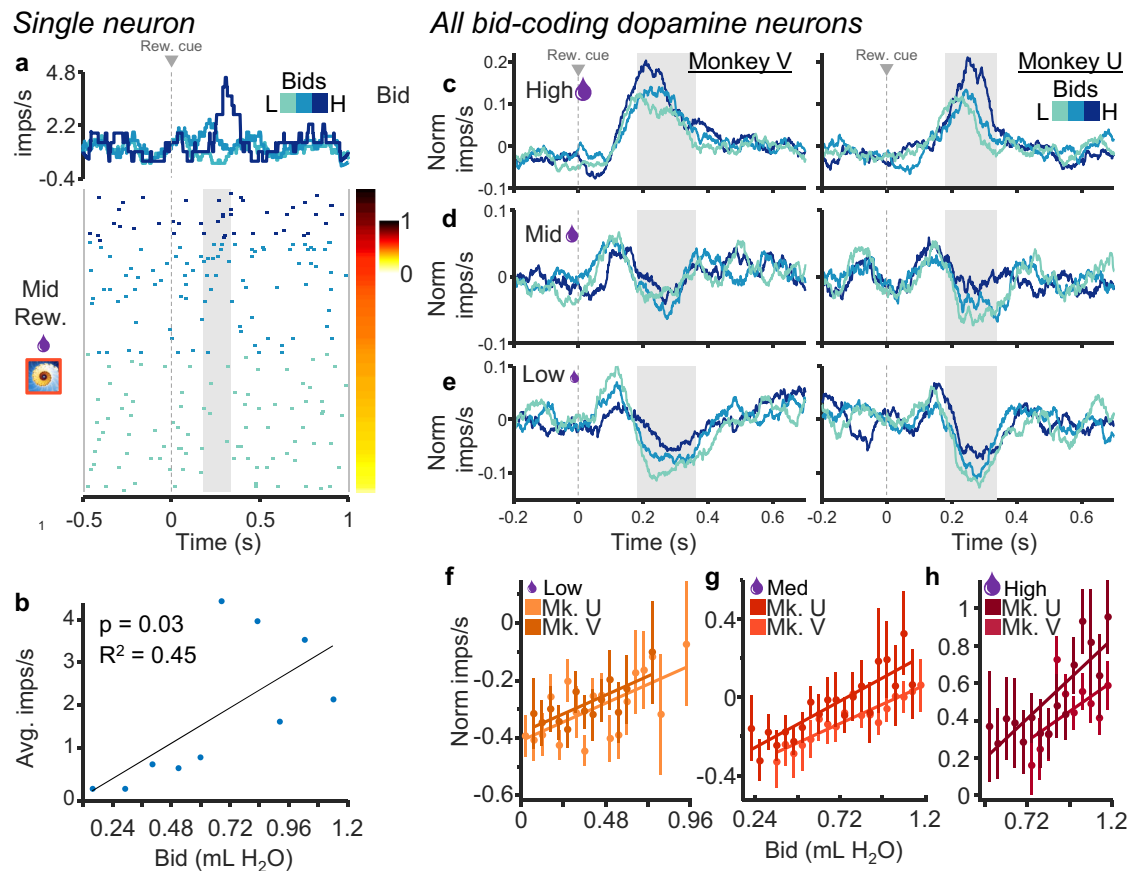 Single neuron
All bid-coding dopamine neurons
a
Rew. cue
4.8
2.2
-0.4
imps/s
Bids
L H
Bid
1
0
Mid
Rew.
-0.5 0 0.5 1
1
Time (s)
b
p = 0.03
R² = 0.45
4
3
2
1
0
Avg. imps/s
0.24 0.48 0.72 0.96 1.2
Bid (mL H₂O)
c
Rew. cue
High
Monkey V
0.2
0.1
0
-0.1
Norm
imps/s
Rew. cue
Monkey U
Bids
L H
d
Mid
0.1
0
-0.1
Norm
imps/s
e
Low
0.1
0
-0.1
Norm
imps/s
-0.2 0 0.2 0.4 0.6
Time (s)
-0.2 0 0.2 0.4 0.6
Time (s)
f
Low
Mk. U
Mk. V
0
-0.2
-0.4
-0.6
Norm imps/s
0 0.48 0.96
g
Med
Mk. U
Mk. V
0.4
0
-0.4
0.24 0.72 1.2
Bid (mL H₂O)
h
High
Mk. U
Mk. V
1
0.8
0.6
0.4
0.2
0
0.72 1.2